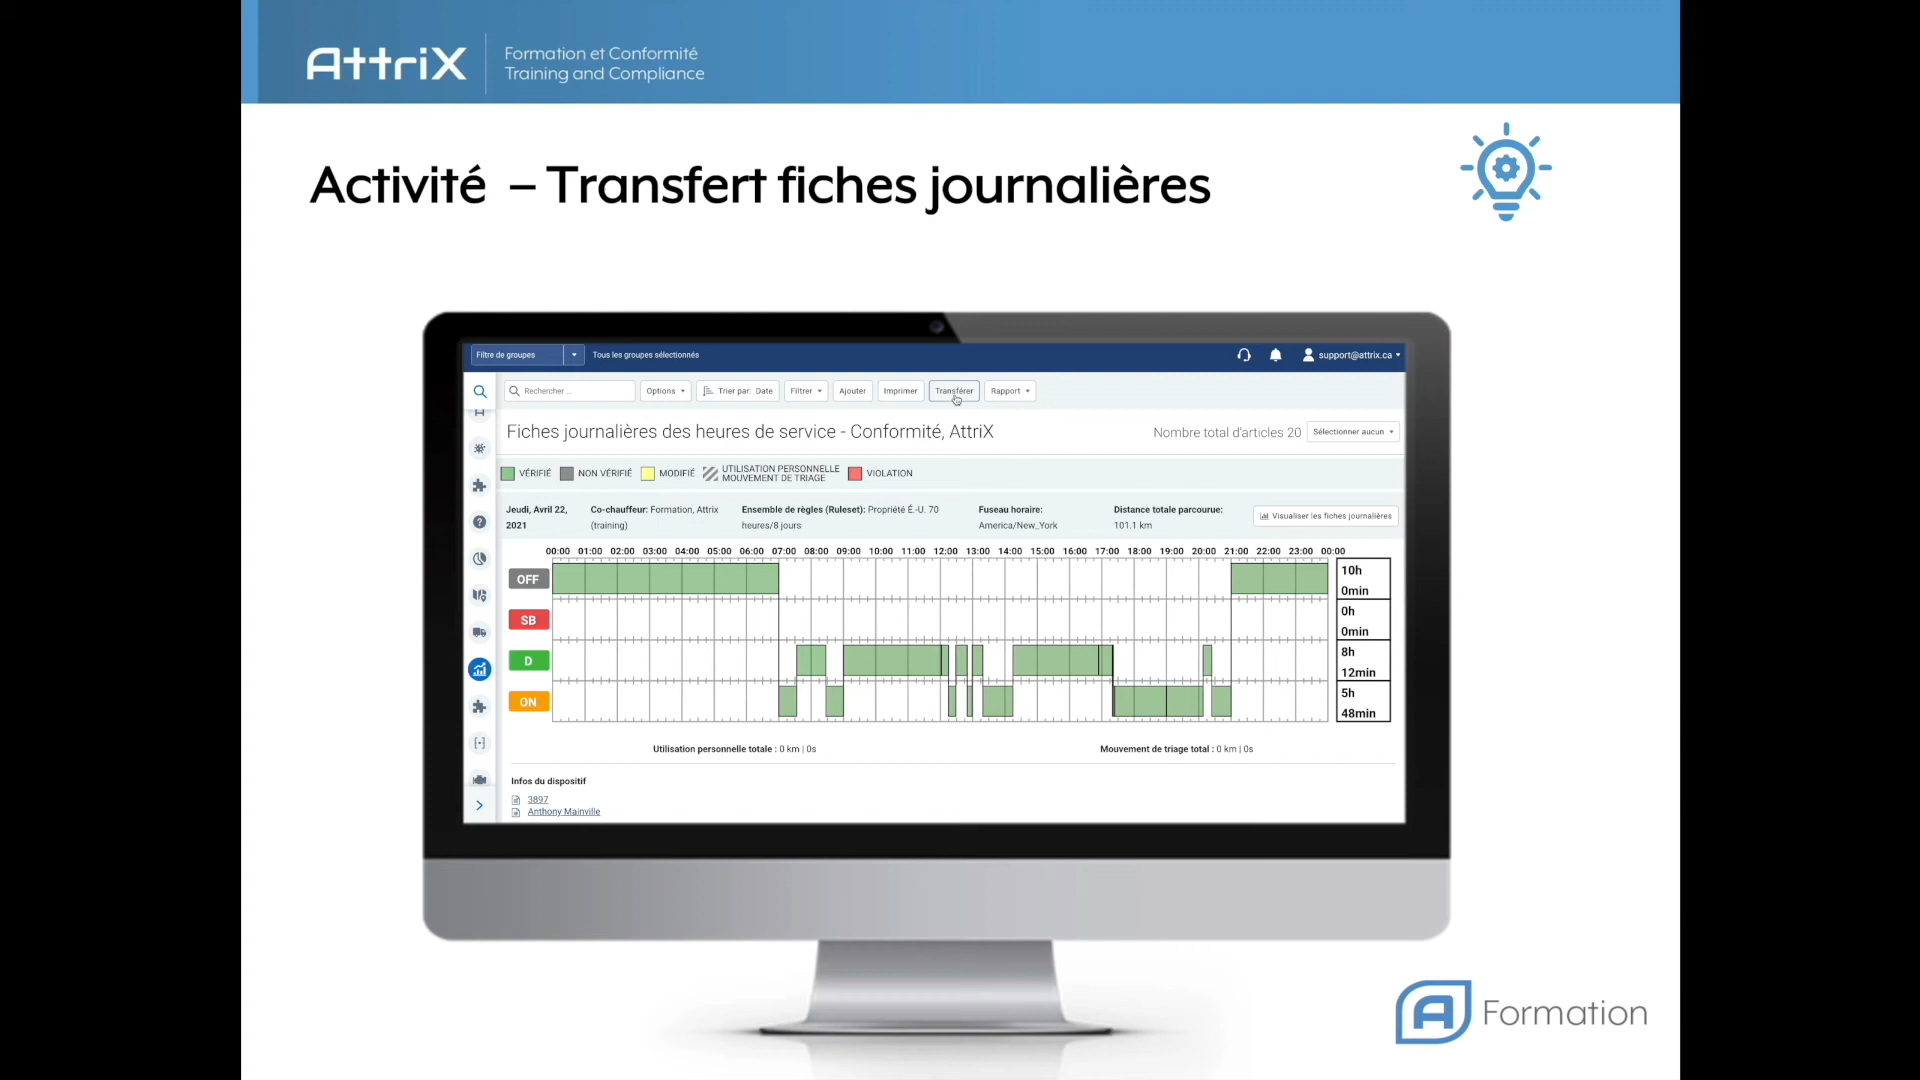 AttriX
Formation et Conformité
Training and Compliance
Activité – Transfert fiches journalières
Filtre de groupes
Tous les groupes sélectionnés
support@attrix.ca
Rechercher ...
Options
Trier par: Date
Filtrer
Ajouter
Imprimer
Transférer
Rapport
Fiches journalières des heures de service - Conformité, AttriX
Nombre total d'articles 20
Sélectionner aucun
VÉRIFIÉ
NON VÉRIFIÉ
MODIFIÉ
UTILISATION PERSONNELLE
MOUVEMENT DE TRIAGE
VIOLATION
Jeudi, Avril 22,
2021
Co-chauffeur: Formation, Attrix
(training)
Ensemble de règles (Ruleset): Propriété É.-U. 70
heures/8 jours
Fuseau horaire:
America/New_York
Distance totale parcourue:
101.1 km
Visualiser les fiches journalières
00:00 01:00 02:00 03:00 04:00 05:00 06:00 07:00 08:00 09:00 10:00 11:00 12:00 13:00 14:00 15:00 16:00 17:00 18:00 19:00 20:00 21:00 22:00 23:00 00:00
OFF
10h
0min
SB
0h
0min
D
8h
12min
ON
5h
48min
Utilisation personnelle totale : 0 km | 0s
Mouvement de triage total : 0 km | 0s
Infos du dispositif
3897
Anthony Mainville
A Formation